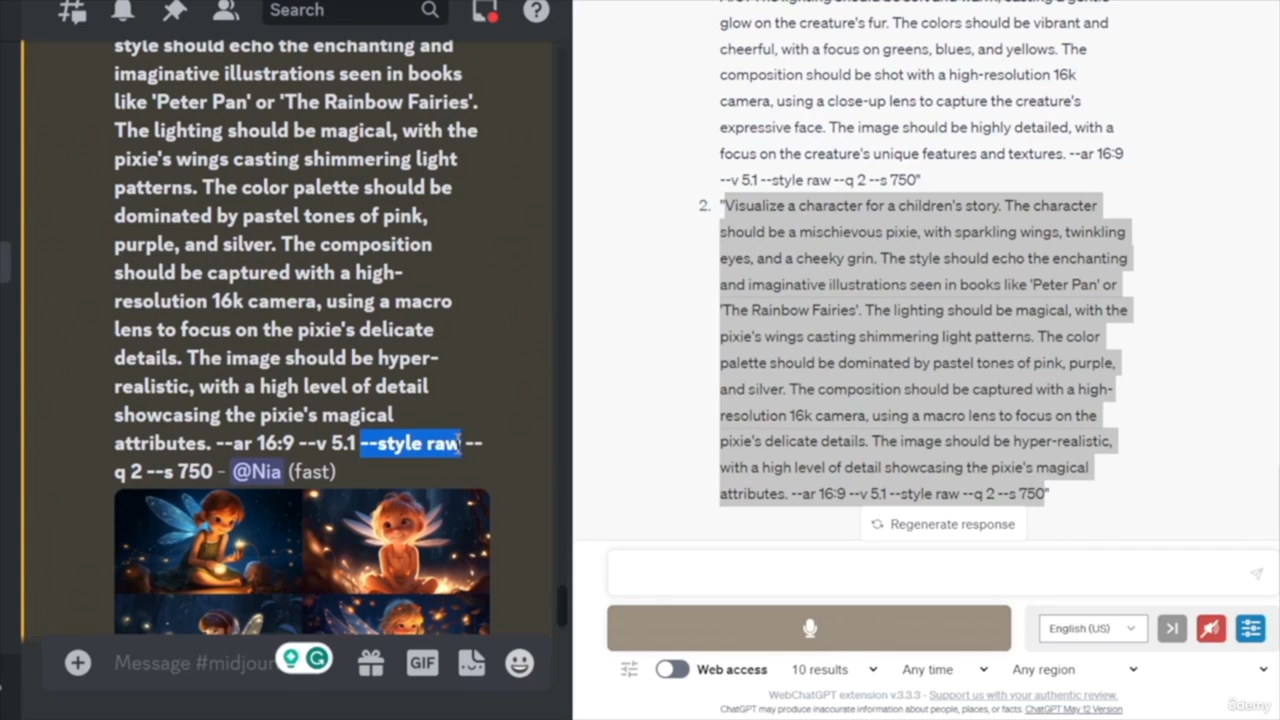 Search
style should echo the enchanting and
imaginative illustrations seen in books
like 'Peter Pan' or 'The Rainbow Fairies'.
The lighting should be magical, with the
pixie's wings casting shimmering light
patterns. The color palette should be
dominated by pastel tones of pink,
purple, and silver. The composition
should be captured with a high-
resolution 16k camera, using a macro
lens to focus on the pixie's delicate
details. The image should be hyper-
realistic, with a high level of detail
showcasing the pixie's magical
attributes. --ar 16:9 --v 5.1 --style raw --
q 2 --s 750 - @Nia (fast)
Message #midjour
GIF
glow on the creature's fur. The colors should be vibrant and
cheerful, with a focus on greens, blues, and yellows. The
composition should be shot with a high-resolution 16k
camera, using a close-up lens to capture the creature's
expressive face. The image should be highly detailed, with a
focus on the creature's unique features and textures. --ar 16:9
--v 5.1 --style raw --q 2 --s 750"
2. "Visualize a character for a children's story. The character
should be a mischievous pixie, with sparkling wings, twinkling
eyes, and a cheeky grin. The style should echo the enchanting
and imaginative illustrations seen in books like 'Peter Pan' or
'The Rainbow Fairies'. The lighting should be magical, with the
pixie's wings casting shimmering light patterns. The color
palette should be dominated by pastel tones of pink, purple,
and silver. The composition should be captured with a high-
resolution 16k camera, using a macro lens to focus on the
pixie's delicate details. The image should be hyper-realistic,
with a high level of detail showcasing the pixie's magical
attributes. --ar 16:9 --v 5.1 --style raw --q 2 --s 750"
Regenerate response
English (US)
Web access 10 results Any time Any region
WebChatGPT extension v.3.3.3 - Support us with your authentic review.
ChatGPT may produce inaccurate information about people, places, or facts. ChatGPT May 12 Version
ûdemy